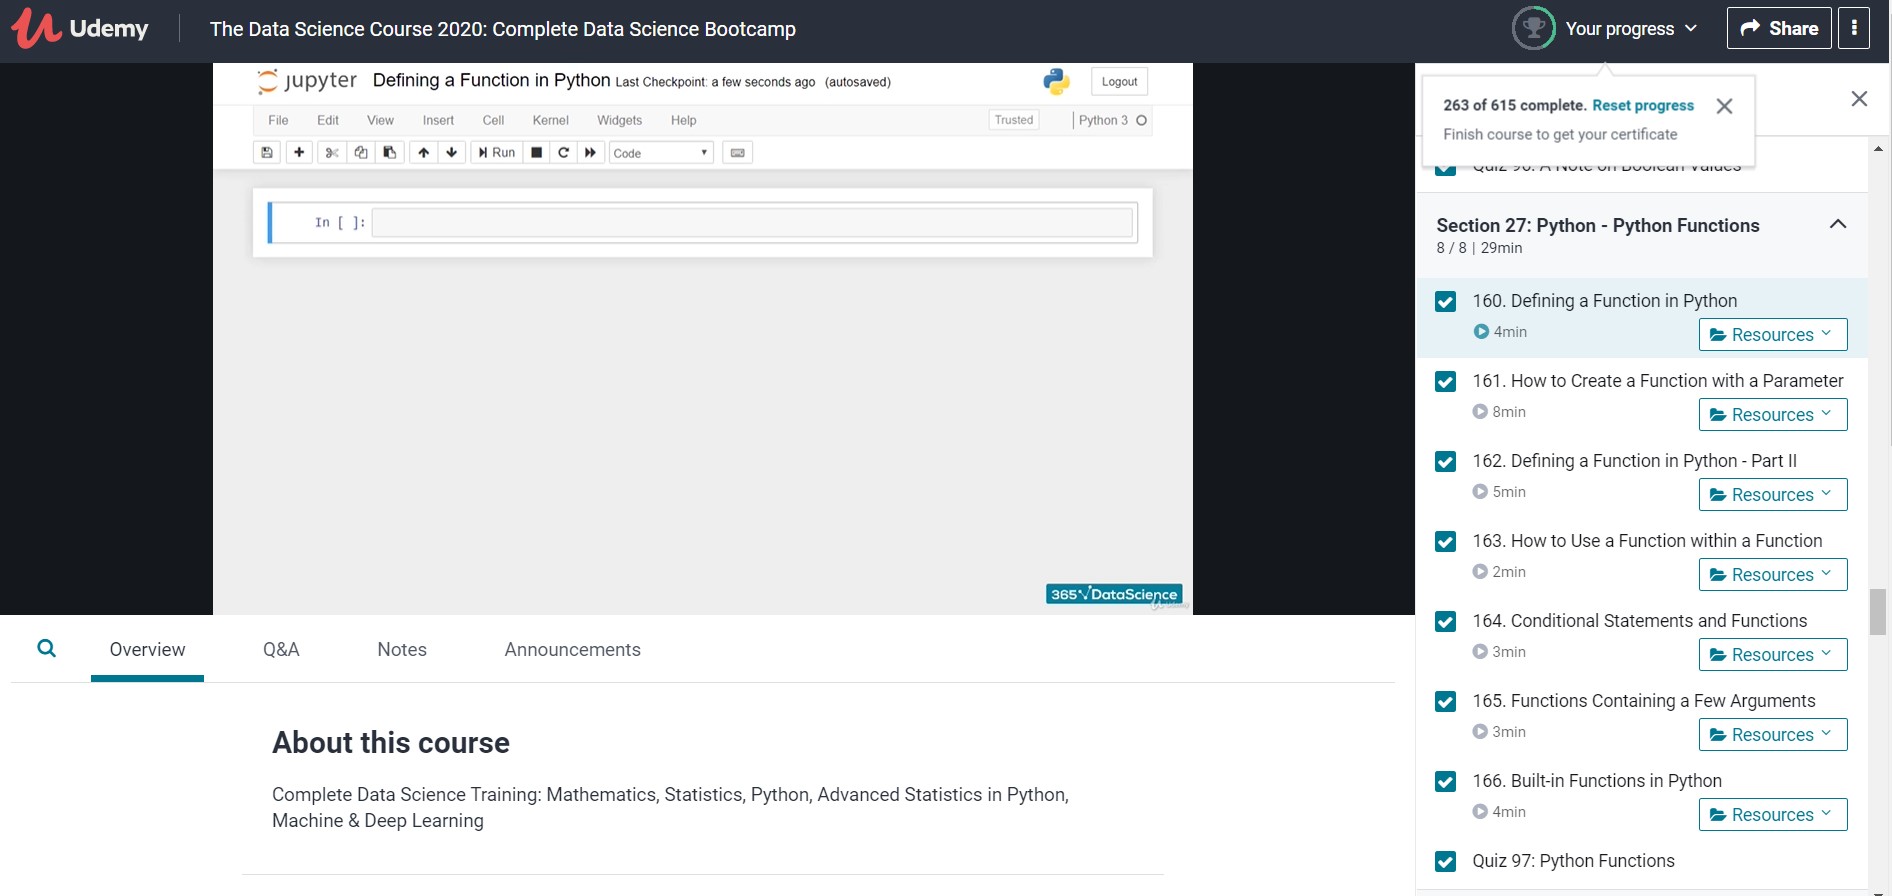 Udemy
The Data Science Course 2020: Complete Data Science Bootcamp
Your progress
Share
jupyter Defining a Function in Python Last Checkpoint: a few seconds ago (autosaved)
Logout
File Edit View Insert Cell Kernel Widgets Help
Trusted
Python 3
Run
Code
In [ ]:
365 DataScience
263 of 615 complete. Reset progress
Finish course to get your certificate
Quiz 96: A Note on Boolean Values
Section 27: Python - Python Functions
8 / 8 | 29min
160. Defining a Function in Python
4min
Resources
161. How to Create a Function with a Parameter
8min
Resources
162. Defining a Function in Python - Part II
5min
Resources
163. How to Use a Function within a Function
2min
Resources
164. Conditional Statements and Functions
3min
Resources
165. Functions Containing a Few Arguments
3min
Resources
166. Built-in Functions in Python
4min
Resources
Quiz 97: Python Functions
Overview
Q&A
Notes
Announcements
About this course
Complete Data Science Training: Mathematics, Statistics, Python, Advanced Statistics in Python,
Machine & Deep Learning